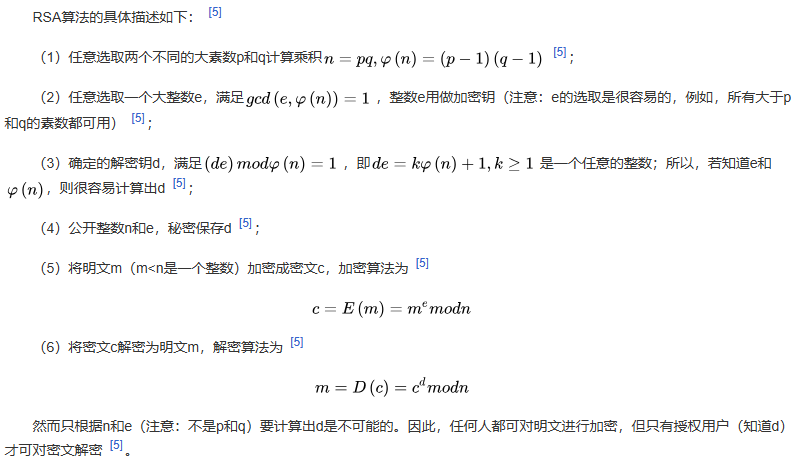 RSA算法的具体描述如下： [5]
（1）任意选取两个不同的大素数p和q计算乘积n = pq, φ(n) = (p − 1)(q − 1) [5]；
（2）任意选取一个大整数e，满足gcd(e, φ(n)) = 1 ，整数e用做加密钥（注意：e的选取是很容易的，例如，所有大于p
和q的素数都可用） [5]；
（3）确定的解密钥d，满足(de) modφ(n) = 1 ，即de = kφ(n) + 1, k ≥ 1 是一个任意的整数；所以，若知道e和
φ(n)，则很容易计算出d [5]；
（4）公开整数n和e，秘密保存d [5]；
（5）将明文m（m<n是一个整数）加密成密文c，加密算法为 [5]
c = E(m) = mᵉmodn
（6）将密文c解密为明文m，解密算法为 [5]
m = D(c) = cᵈmodn
然而只根据n和e（注意：不是p和q）要计算出d是不可能的。因此，任何人都可对明文进行加密，但只有授权用户（知道d）
才可对密文解密 [5]。